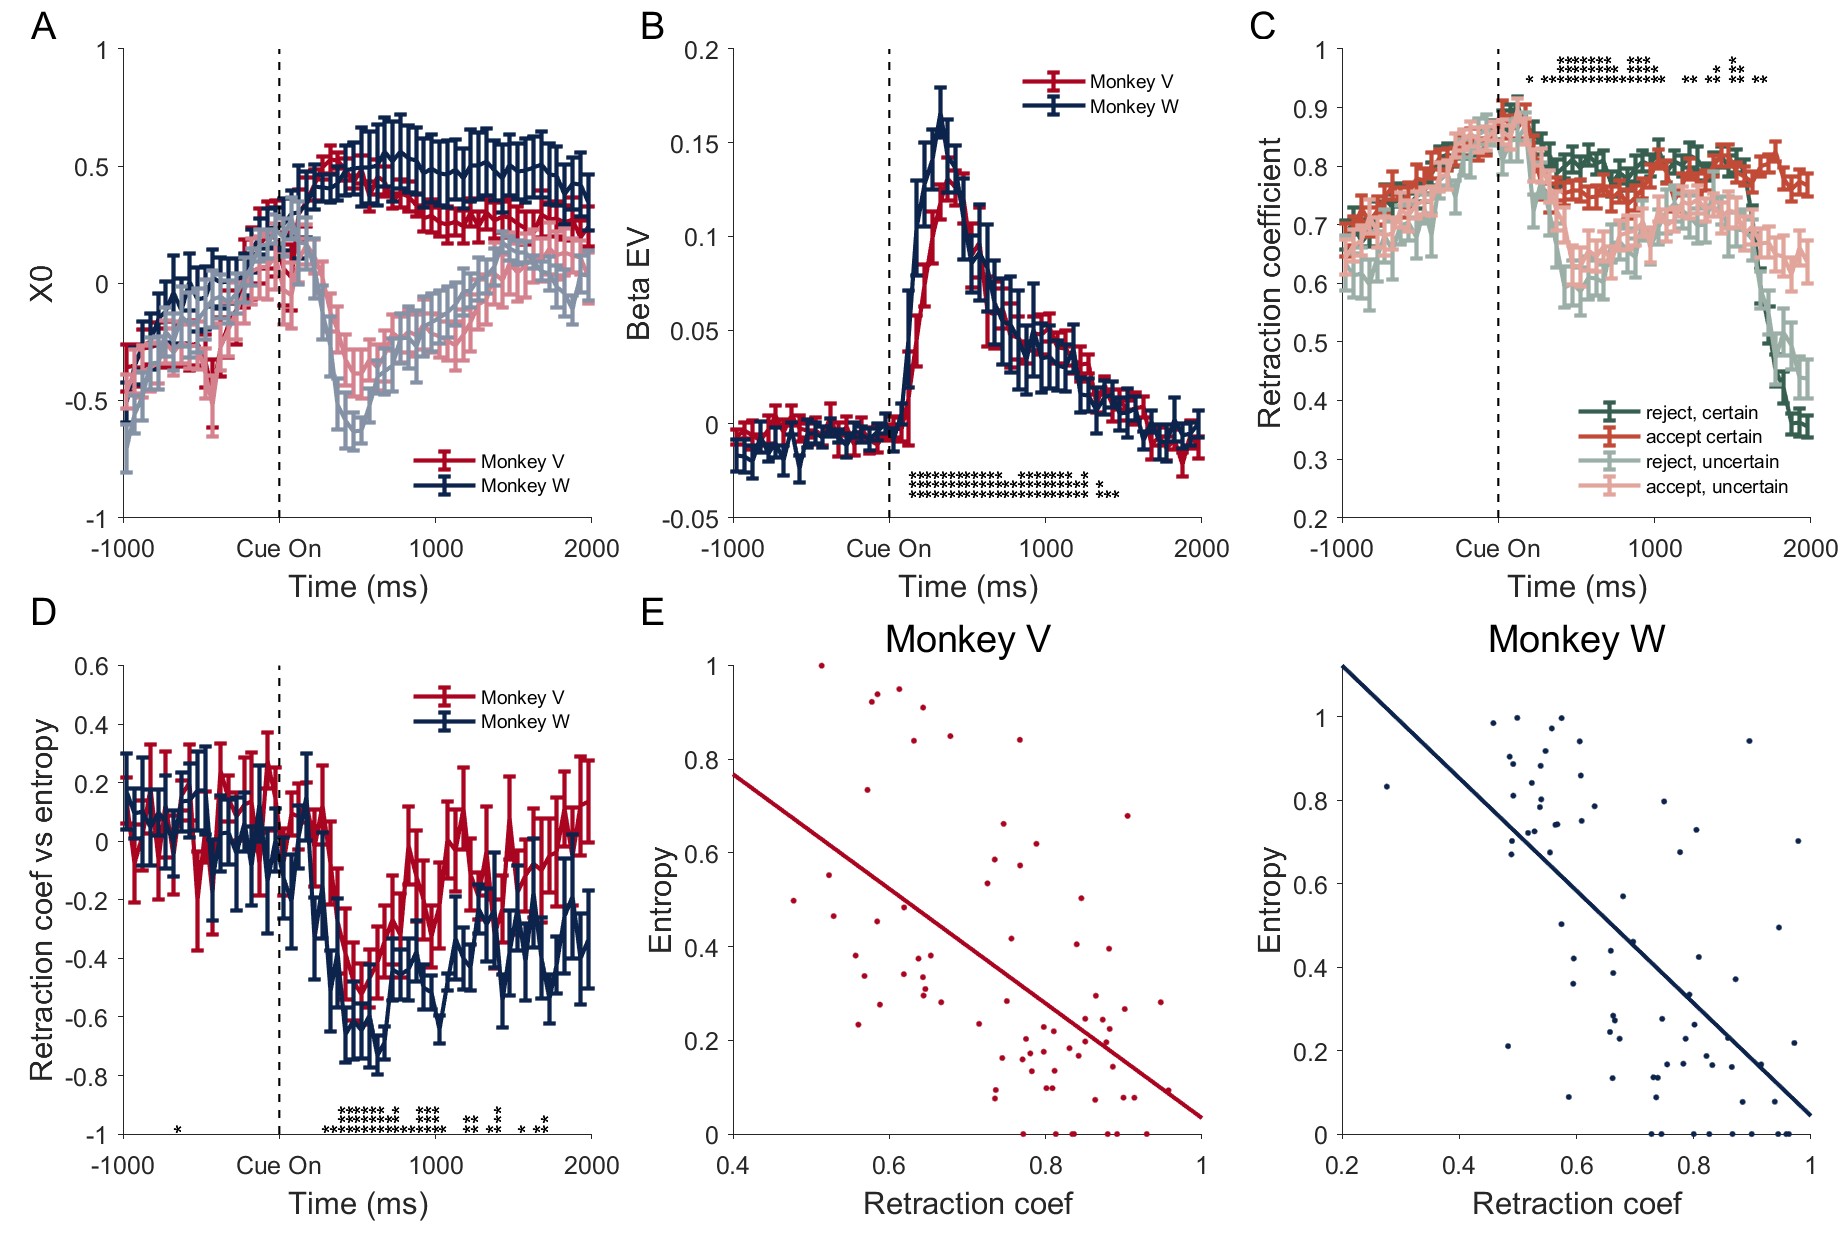 A
1
0.5
0
-0.5
-1
X0
Monkey V
Monkey W
-1000
Cue On
1000
2000
Time (ms)
B
0.2
0.15
0.1
0.05
0
-0.05
Beta EV
Monkey V
Monkey W
-1000
Cue On
1000
2000
Time (ms)
C
1
0.9
0.8
0.7
0.6
0.5
0.4
0.3
0.2
Retraction coefficient
reject, certain
accept certain
reject, uncertain
accept, uncertain
-1000
Cue On
1000
2000
Time (ms)
D
0.6
0.4
0.2
0
-0.2
-0.4
-0.6
-0.8
-1
Retraction coef vs entropy
Monkey V
Monkey W
-1000
Cue On
1000
2000
Time (ms)
E
Monkey V
1
0.8
0.6
0.4
0.2
0
Entropy
0.4
0.6
0.8
1
Retraction coef
Monkey W
1
0.8
0.6
0.4
0.2
0
Entropy
0.2
0.4
0.6
0.8
1
Retraction coef